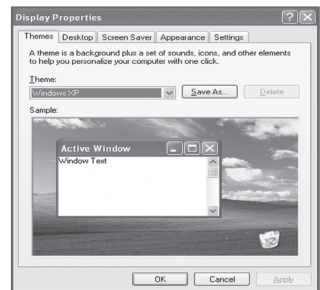 Display Properties
Themes Desktop Screen Saver Appearance Settings
A theme is a background plus a set of sounds, icons, and other elements
to help you personalize your computer with one click.
Theme:
Windows XP Save As... Delete
Sample:
Active Window
Window Text
OK Cancel Apply